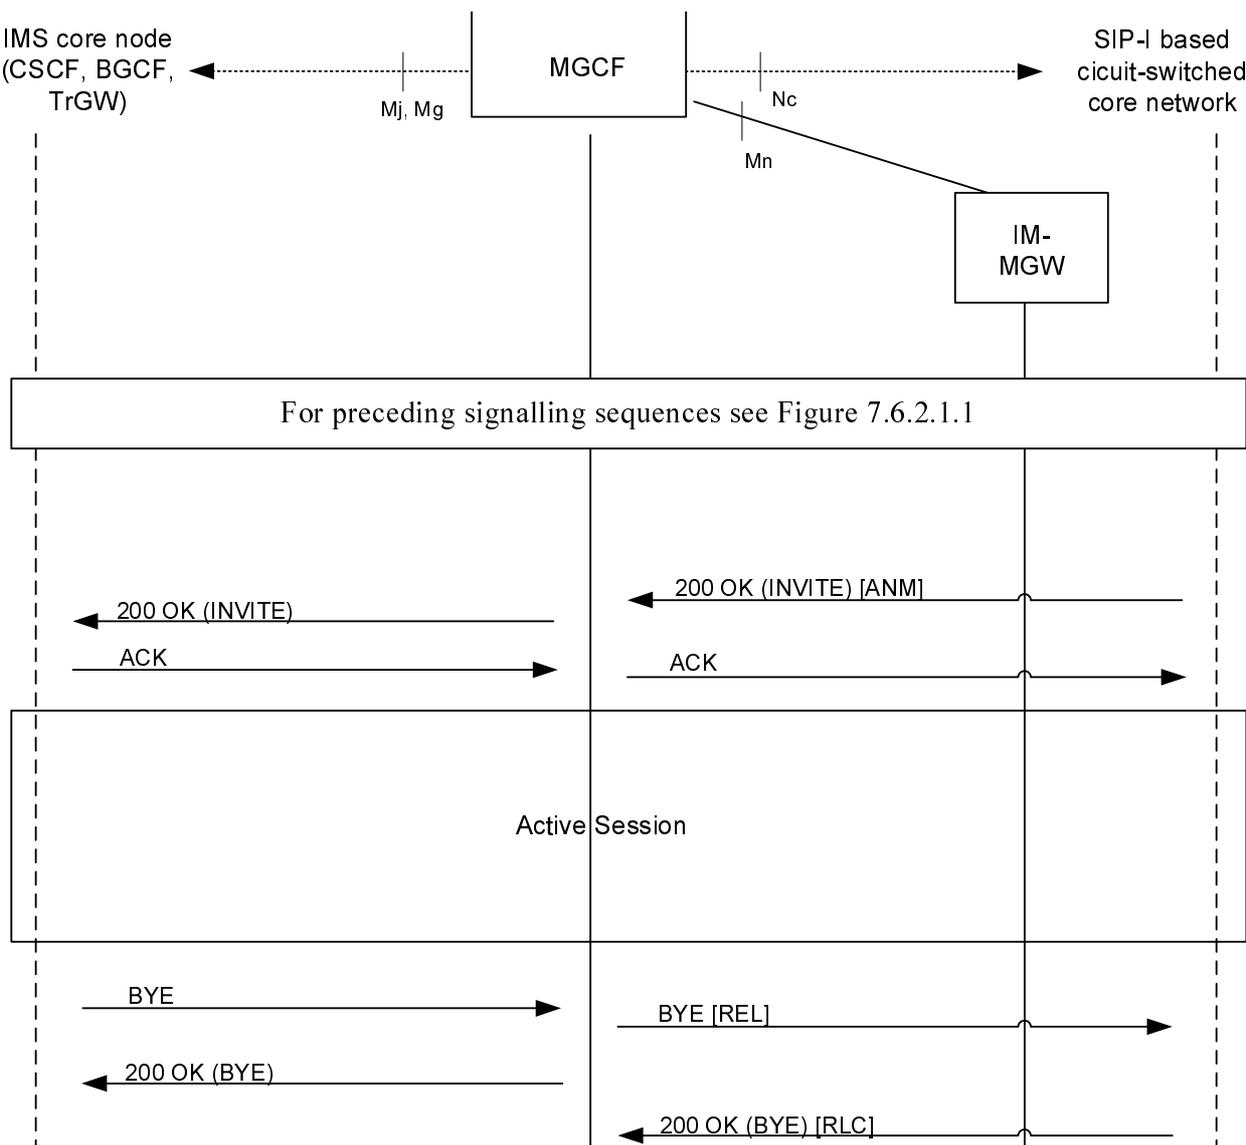 IMS core node
(CSCF, BGCF,
TrGW)
MGCF
SIP-I based
cicuit-switched
core network
Mj, Mg
Nc
Mn
IM-
MGW
For preceding signalling sequences see Figure 7.6.2.1.1
200 OK (INVITE) [ANM]
200 OK (INVITE)
ACK
ACK
Active Session
BYE
BYE [REL]
200 OK (BYE)
200 OK (BYE) [RLC]